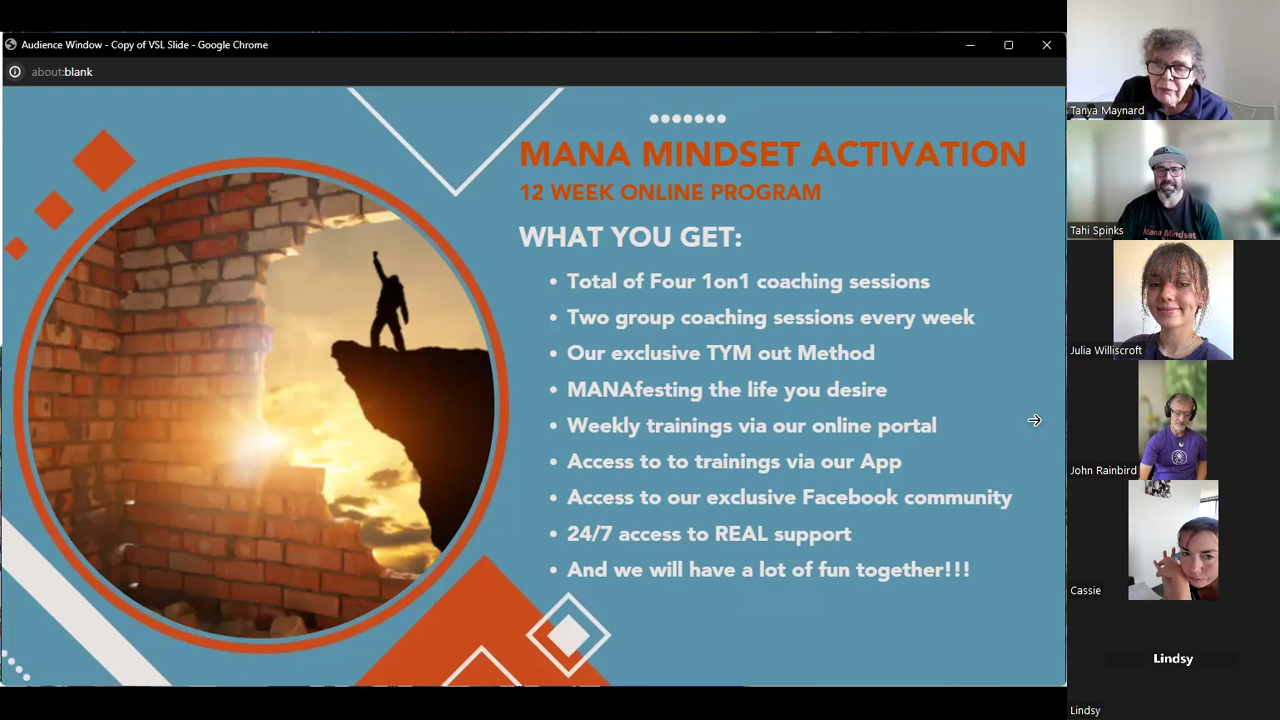 Audience Window - Copy of VSL Slide - Google Chrome
about:blank
MANA MINDSET ACTIVATION
12 WEEK ONLINE PROGRAM
WHAT YOU GET:
• Total of Four 1on1 coaching sessions
• Two group coaching sessions every week
• Our exclusive TYM out Method
• MANAfesting the life you desire
• Weekly trainings via our online portal
• Access to to trainings via our App
• Access to our exclusive Facebook community
• 24/7 access to REAL support
• And we will have a lot of fun together!!!
Tanya Maynard
Mana Mindset
Tahi Spinks
Julia Williscroft
John Rainbird
Cassie
Lindsy
Lindsy